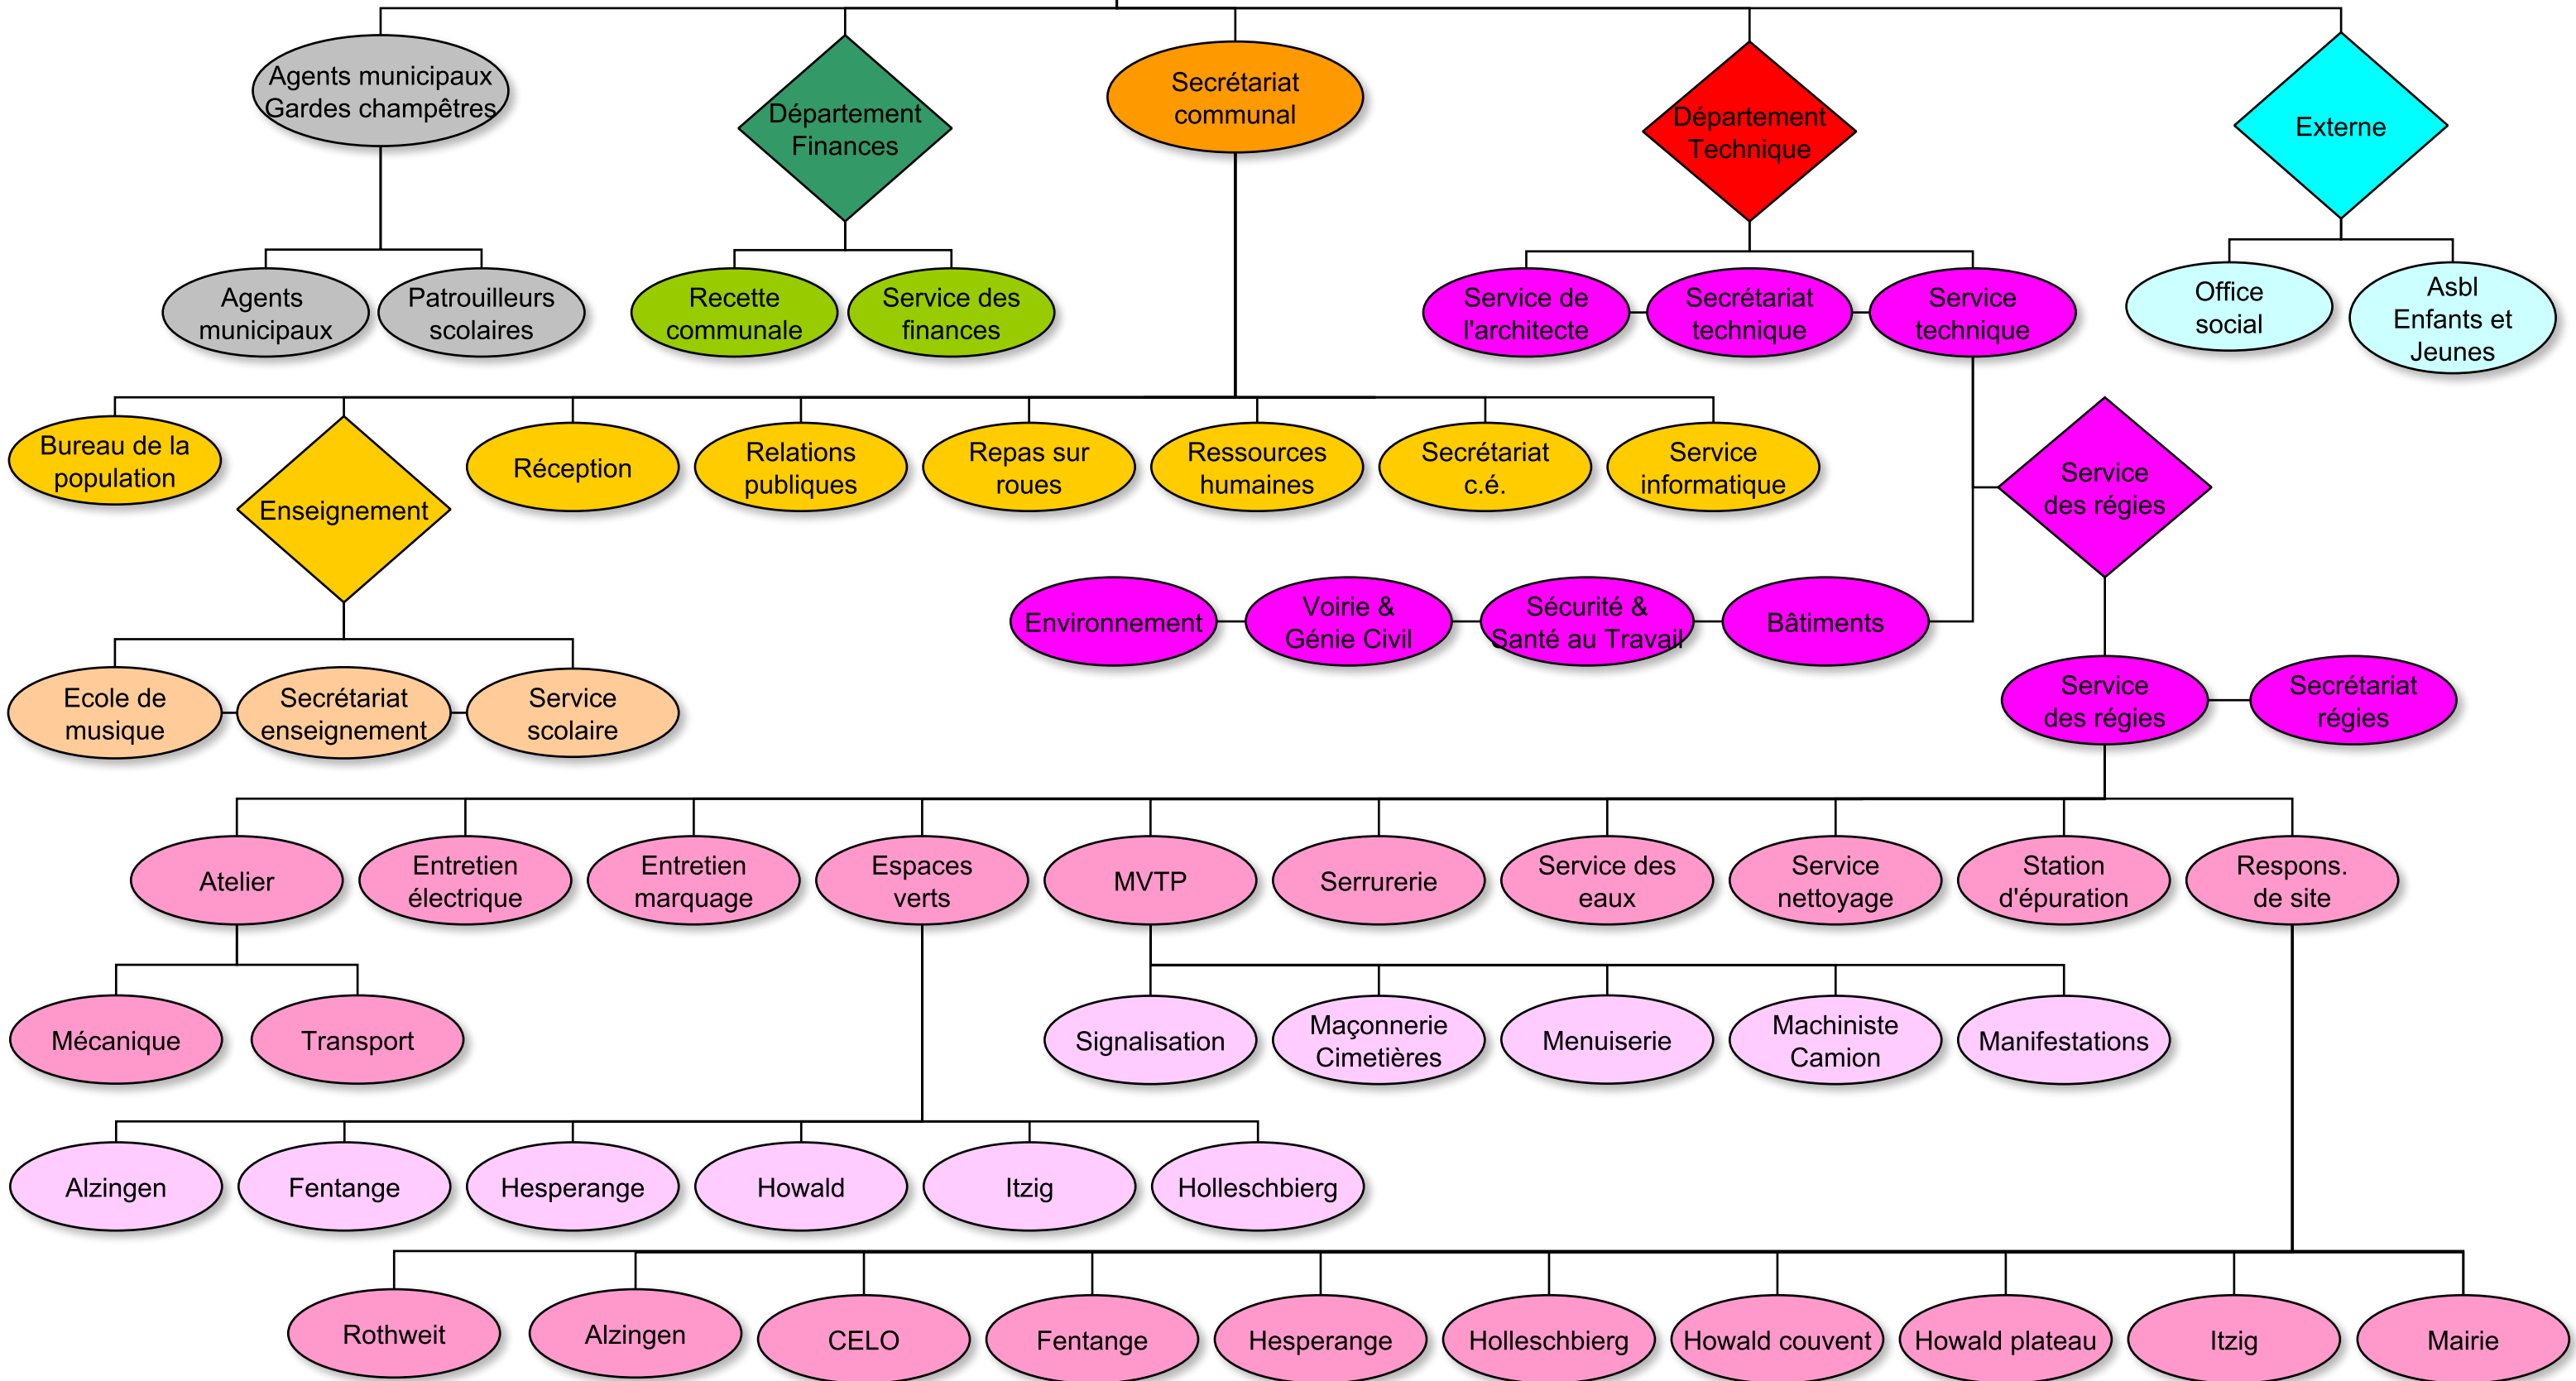 Agents municipaux
Gardes champêtres
Département
Finances
Secrétariat
communal
Département
Technique
Externe
Agents
municipaux
Patrouilleurs
scolaires
Recette
communale
Service des
finances
Service de
l'architecte
Secrétariat
technique
Service
technique
Office
social
Asbl
Enfants et
Jeunes
Bureau de la
population
Enseignement
Réception
Relations
publiques
Repas sur
roues
Ressources
humaines
Secrétariat
c.é.
Service
informatique
Service
des régies
Environnement
Voirie &
Génie Civil
Sécurité &
Santé au Travail
Bâtiments
Ecole de
musique
Secrétariat
enseignement
Service
scolaire
Service
des régies
Secrétariat
régies
Atelier
Entretien
électrique
Entretien
marquage
Espaces
verts
MVTP
Serrurerie
Service des
eaux
Service
nettoyage
Station
d'épuration
Respons.
de site
Mécanique
Transport
Signalisation
Maçonnerie
Cimetières
Menuiserie
Machiniste
Camion
Manifestations
Alzingen
Fentange
Hesperange
Howald
Itzig
Holleschbierg
Rothweit
Alzingen
CELO
Fentange
Hesperange
Holleschbierg
Howald couvent
Howald plateau
Itzig
Mairie